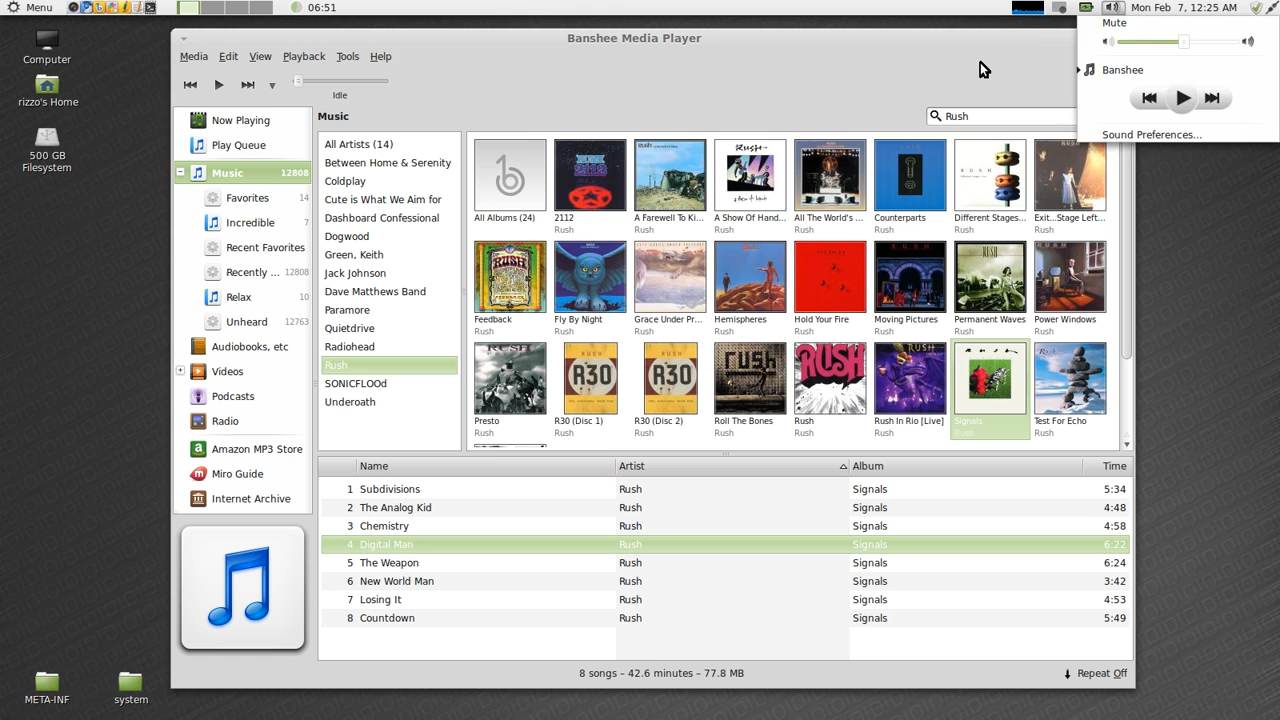 Menu
06:51
Mon Feb 7, 12:25 AM
Mute
Banshee
Sound Preferences...
Computer
rizzo's Home
500 GB
Filesystem
META-INF
system
Banshee Media Player
Media Edit View Playback Tools Help
Idle
Now Playing
Play Queue
Music 12808
Favorites 14
Incredible 7
Recent Favorites
Recently ... 12808
Relax 10
Unheard 12763
Audiobooks, etc
Videos
Podcasts
Radio
Amazon MP3 Store
Miro Guide
Internet Archive
Music
Rush
All Artists (14)
Between Home & Serenity
Coldplay
Cute is What We Aim for
Dashboard Confessional
Dogwood
Green, Keith
Jack Johnson
Dave Matthews Band
Paramore
Quietdrive
Radiohead
Rush
SONICFLOOd
Underoath
All Albums (24)
2112
Rush
A Farewell To Ki...
Rush
A Show Of Hand...
Rush
All The World's ...
Rush
Counterparts
Rush
Different Stages...
Rush
Exit...Stage Left...
Rush
Feedback
Rush
Fly By Night
Rush
Grace Under Pr...
Rush
Hemispheres
Rush
Hold Your Fire
Rush
Moving Pictures
Rush
Permanent Waves
Rush
Power Windows
Rush
Presto
Rush
R30 (Disc 1)
Rush
R30 (Disc 2)
Rush
Roll The Bones
Rush
Rush
Rush
Rush In Rio [Live]
Rush
Signals
Rush
Test For Echo
Rush
Name Artist Album Time
1 Subdivisions Rush Signals 5:34
2 The Analog Kid Rush Signals 4:48
3 Chemistry Rush Signals 4:58
4 Digital Man Rush Signals 6:22
5 The Weapon Rush Signals 6:24
6 New World Man Rush Signals 3:42
7 Losing It Rush Signals 4:53
8 Countdown Rush Signals 5:49
8 songs – 42.6 minutes – 77.8 MB
Repeat Off